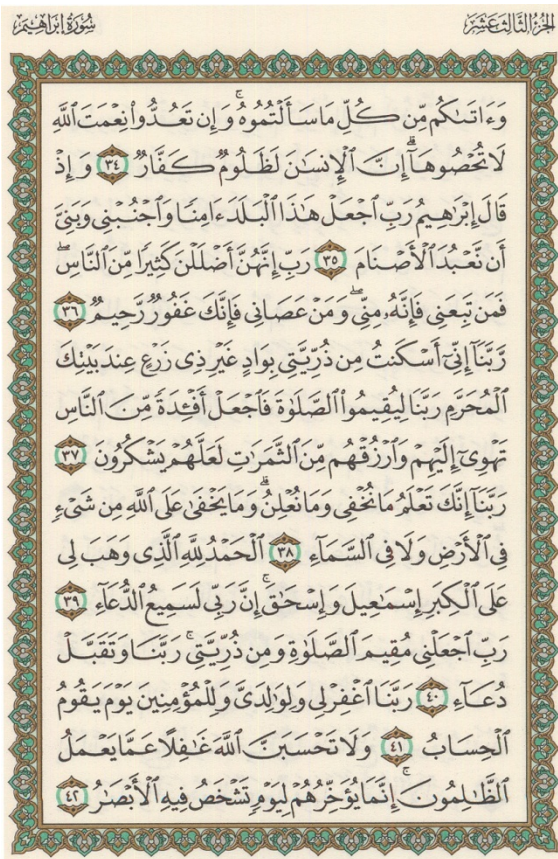 الجزء الثالث عشر
سورة إبراهيم
وَءَاتَىٰكُم مِّن كُلِّ مَا سَأَلْتُمُوهُ ۚ وَإِن تَعُدُّوا۟ نِعْمَتَ ٱللَّهِ
لَا تُحْصُوهَآ ۗ إِنَّ ٱلْإِنسَٰنَ لَظَلُومٌ كَفَّارٌ ٣٤ وَإِذْ
قَالَ إِبْرَٰهِيمُ رَبِّ ٱجْعَلْ هَٰذَا ٱلْبَلَدَ ءَامِنًا وَٱجْنُبْنِى وَبَنِىَّ
أَن نَّعْبُدَ ٱلْأَصْنَامَ ٣٥ رَبِّ إِنَّهُنَّ أَضْلَلْنَ كَثِيرًا مِّنَ ٱلنَّاسِ ۖ
فَمَن تَبِعَنِى فَإِنَّهُۥ مِنِّى ۖ وَمَنْ عَصَانِى فَإِنَّكَ غَفُورٌ رَّحِيمٌ ٣٦
رَّبَّنَآ إِنِّىٓ أَسْكَنتُ مِن ذُرِّيَّتِى بِوَادٍ غَيْرِ ذِى زَرْعٍ عِندَ بَيْتِكَ
ٱلْمُحَرَّمِ رَبَّنَا لِيُقِيمُوا۟ ٱلصَّلَوٰةَ فَٱجْعَلْ أَفْـِٔدَةً مِّنَ ٱلنَّاسِ
تَهْوِىٓ إِلَيْهِمْ وَٱرْزُقْهُم مِّنَ ٱلثَّمَرَٰتِ لَعَلَّهُمْ يَشْكُرُونَ ٣٧
رَبَّنَآ إِنَّكَ تَعْلَمُ مَا نُخْفِى وَمَا نُعْلِنُ ۗ وَمَا يَخْفَىٰ عَلَى ٱللَّهِ مِن شَىْءٍ
فِى ٱلْأَرْضِ وَلَا فِى ٱلسَّمَآءِ ٣٨ ٱلْحَمْدُ لِلَّهِ ٱلَّذِى وَهَبَ لِى
عَلَى ٱلْكِبَرِ إِسْمَٰعِيلَ وَإِسْحَٰقَ ۚ إِنَّ رَبِّى لَسَمِيعُ ٱلدُّعَآءِ ٣٩
رَبِّ ٱجْعَلْنِى مُقِيمَ ٱلصَّلَوٰةِ وَمِن ذُرِّيَّتِى ۚ رَبَّنَا وَتَقَبَّلْ
دُعَآءِ ٤٠ رَبَّنَا ٱغْفِرْ لِى وَلِوَٰلِدَىَّ وَلِلْمُؤْمِنِينَ يَوْمَ يَقُومُ
ٱلْحِسَابُ ٤١ وَلَا تَحْسَبَنَّ ٱللَّهَ غَٰفِلًا عَمَّا يَعْمَلُ
ٱلظَّٰلِمُونَ ۚ إِنَّمَا يُؤَخِّرُهُمْ لِيَوْمٍ تَشْخَصُ فِيهِ ٱلْأَبْصَٰرُ ٤٢